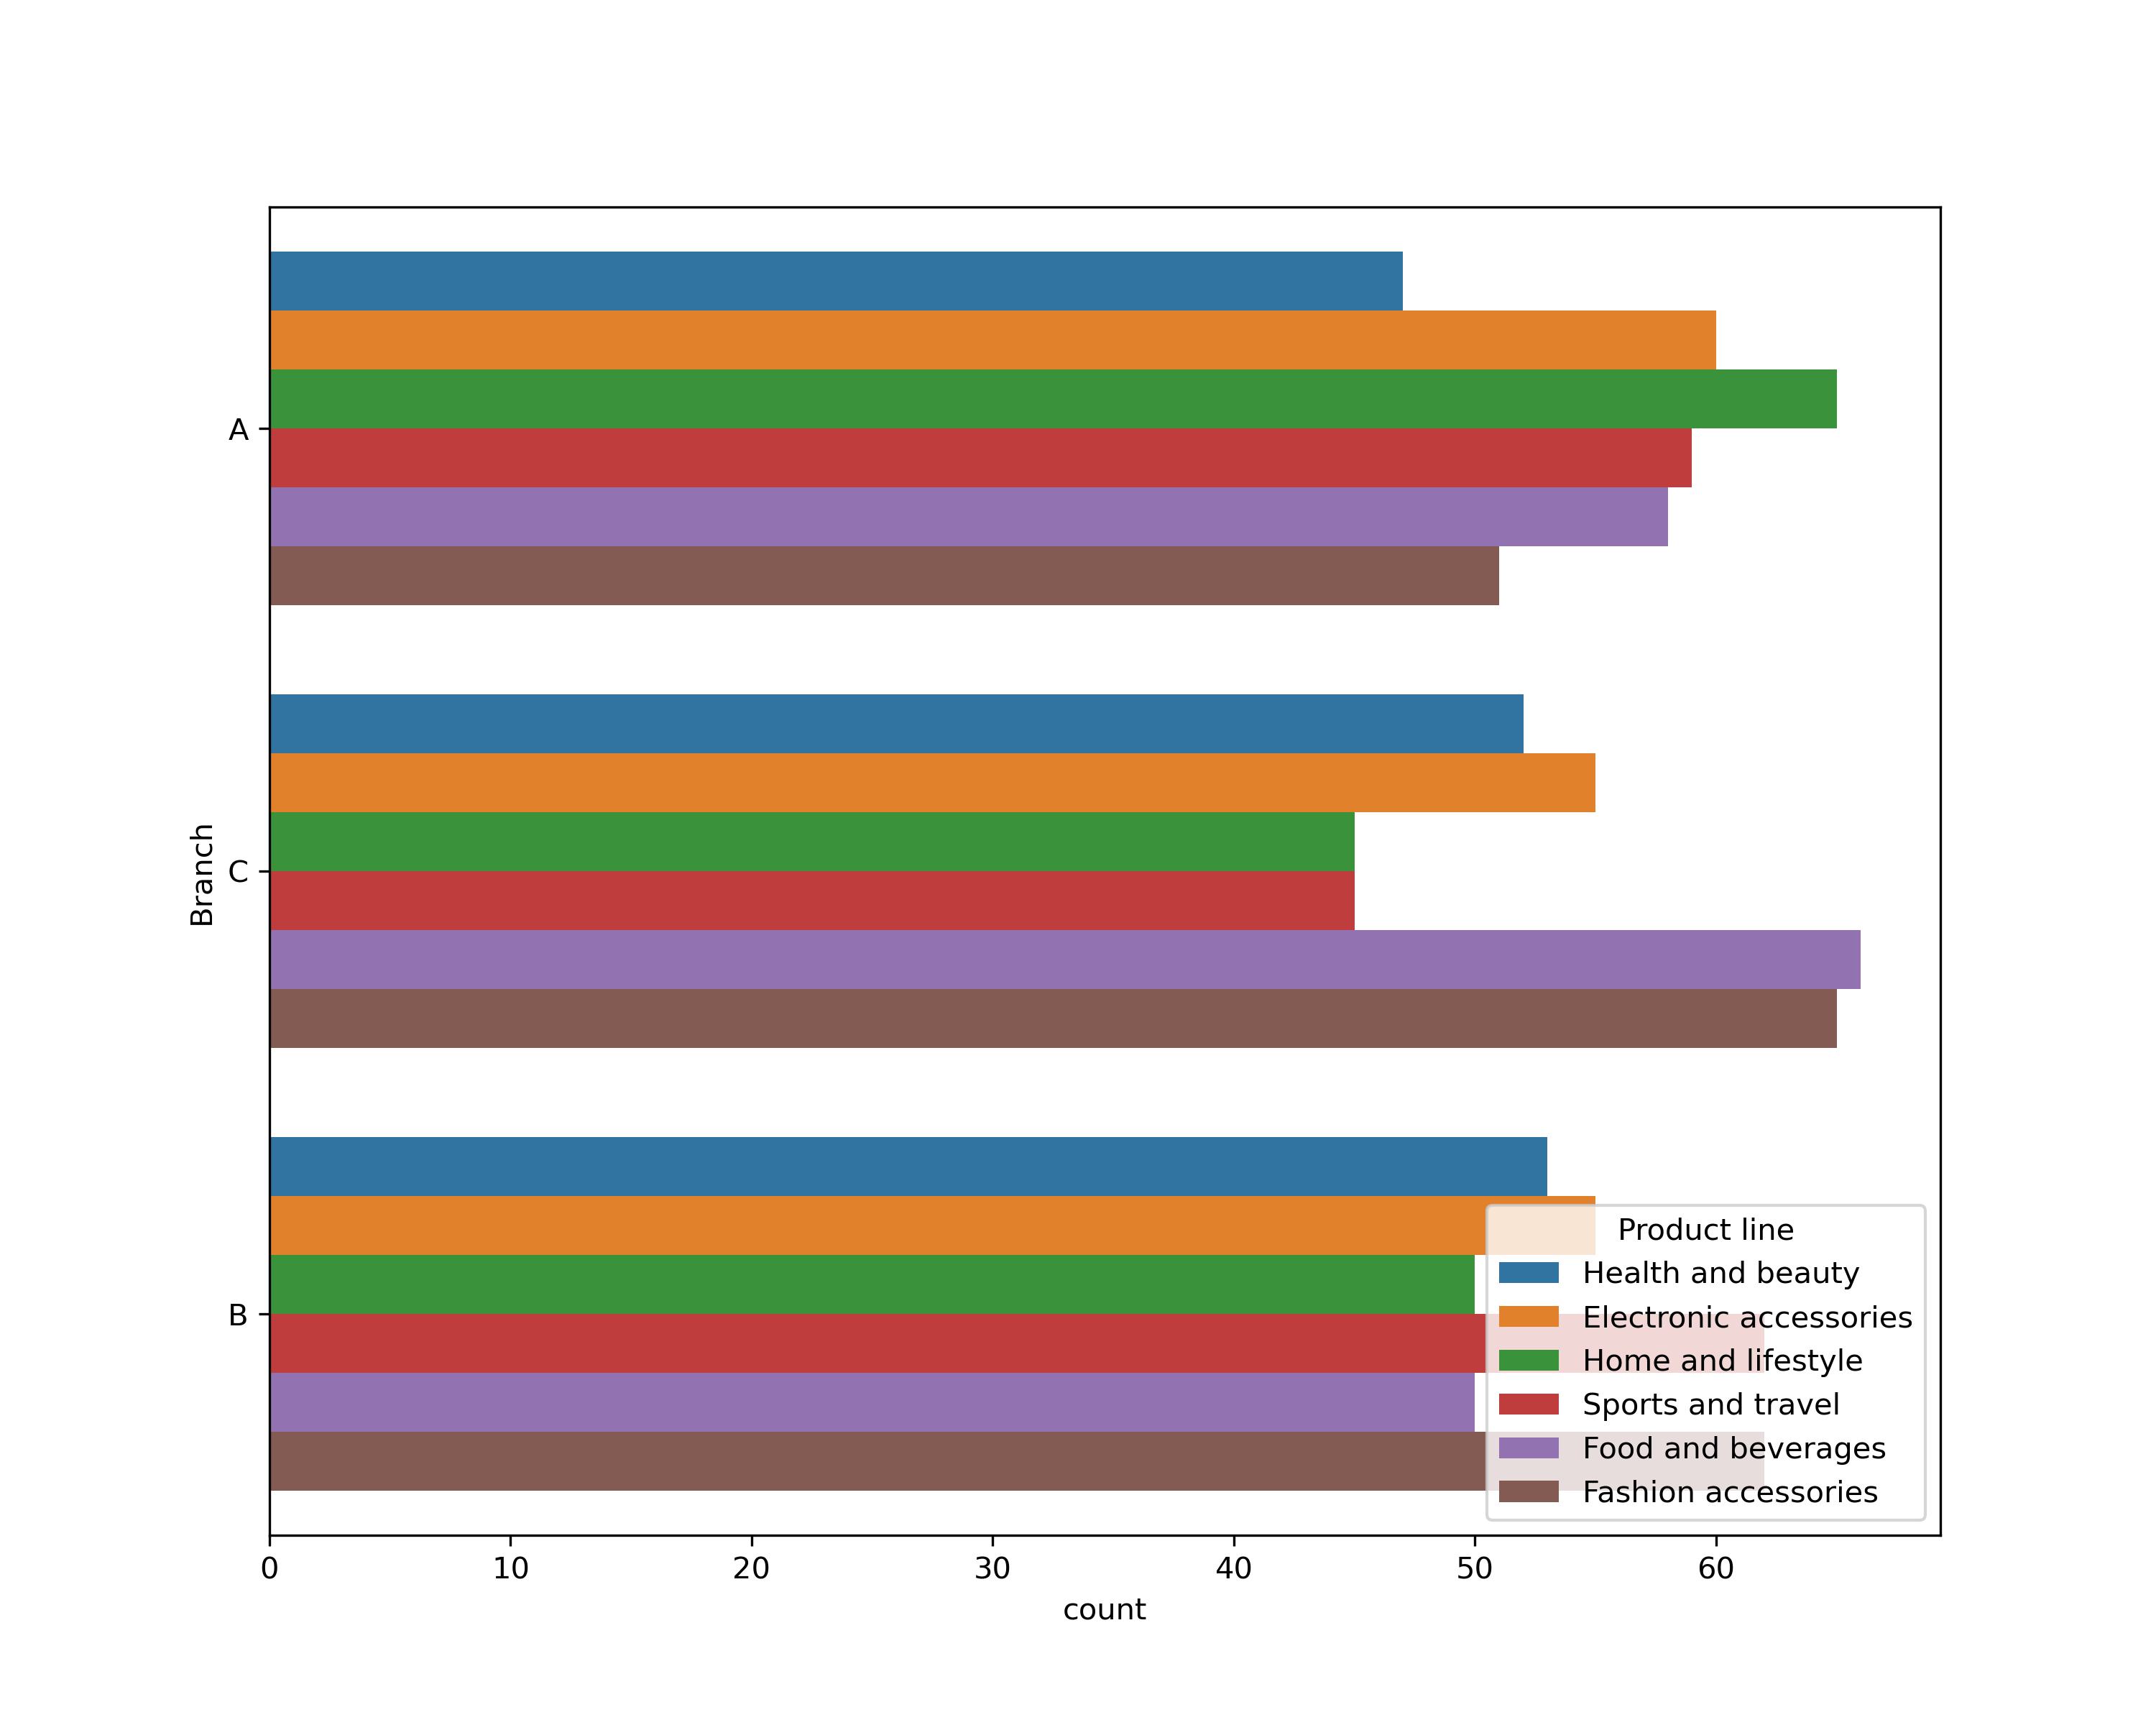 A
C
B
Branch
Product line
Health and beauty
Electronic accessories
Home and lifestyle
Sports and travel
Food and beverages
Fashion accessories
0 10 20 30 40 50 60
count